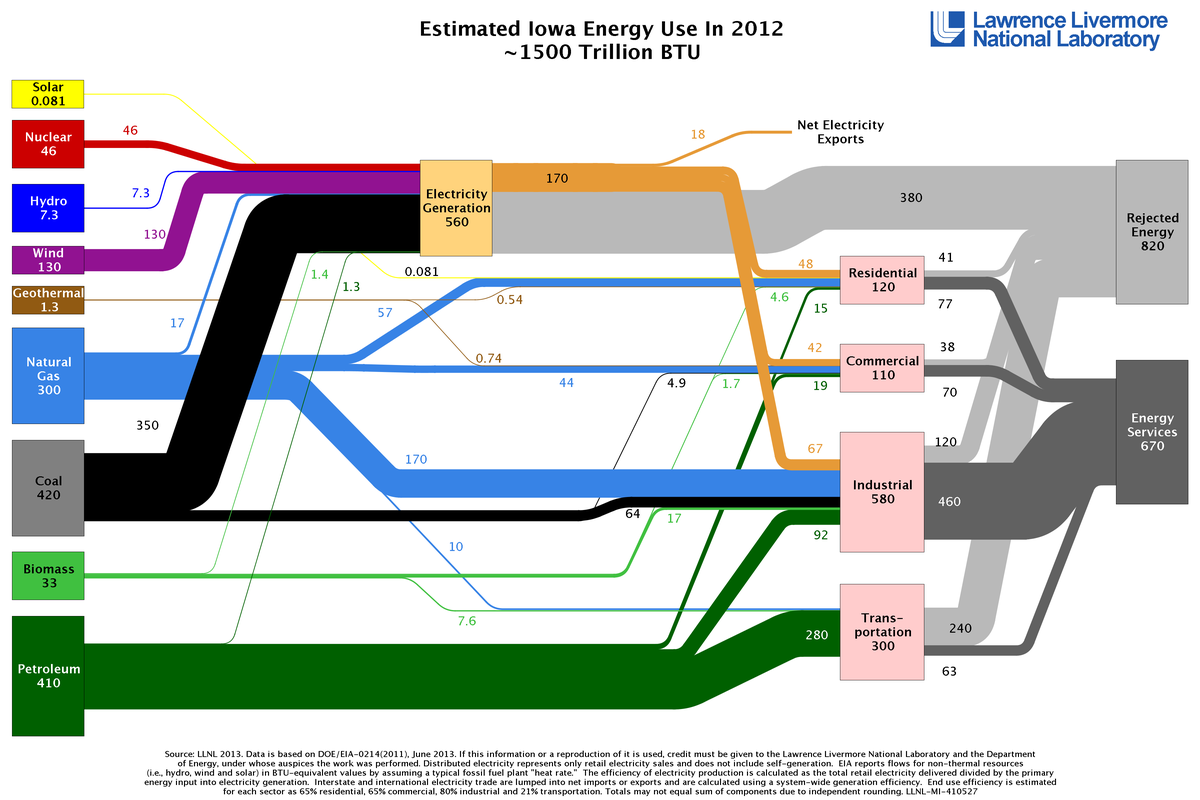 Estimated Iowa Energy Use In 2012
~1500 Trillion BTU
Lawrence Livermore
National Laboratory
Solar
0.081
Nuclear
46
46
Hydro
7.3
7.3
Wind
130
130
Geothermal
1.3
Natural
Gas
300
17
Coal
420
350
Biomass
33
Petroleum
410
18
Net Electricity
Exports
Electricity
Generation
560
170
380
1.4
1.3
0.081
57
0.54
0.74
44
4.9
4.6
1.7
170
10
64
17
7.6
48
15
42
19
67
92
280
Residential
120
41
77
Commercial
110
38
70
Industrial
580
120
460
Trans-
portation
300
240
63
Rejected
Energy
820
Energy
Services
670
Source: LLNL 2013. Data is based on DOE/EIA-0214(2011), June 2013. If this information or a reproduction of it is used, credit must be given to the Lawrence Livermore National Laboratory and the Department
of Energy, under whose auspices the work was performed. Distributed electricity represents only retail electricity sales and does not include self-generation. EIA reports flows for non-thermal resources
(i.e., hydro, wind and solar) in BTU-equivalent values by assuming a typical fossil fuel plant "heat rate." The efficiency of electricity production is calculated as the total retail electricity delivered divided by the primary
energy input into electricity generation. Interstate and international electricity trade are lumped into net imports or exports and are calculated using a system-wide generation efficiency. End use efficiency is estimated
for each sector as 65% residential, 65% commercial, 80% industrial and 21% transportation. Totals may not equal sum of components due to independent rounding. LLNL-MI-410527